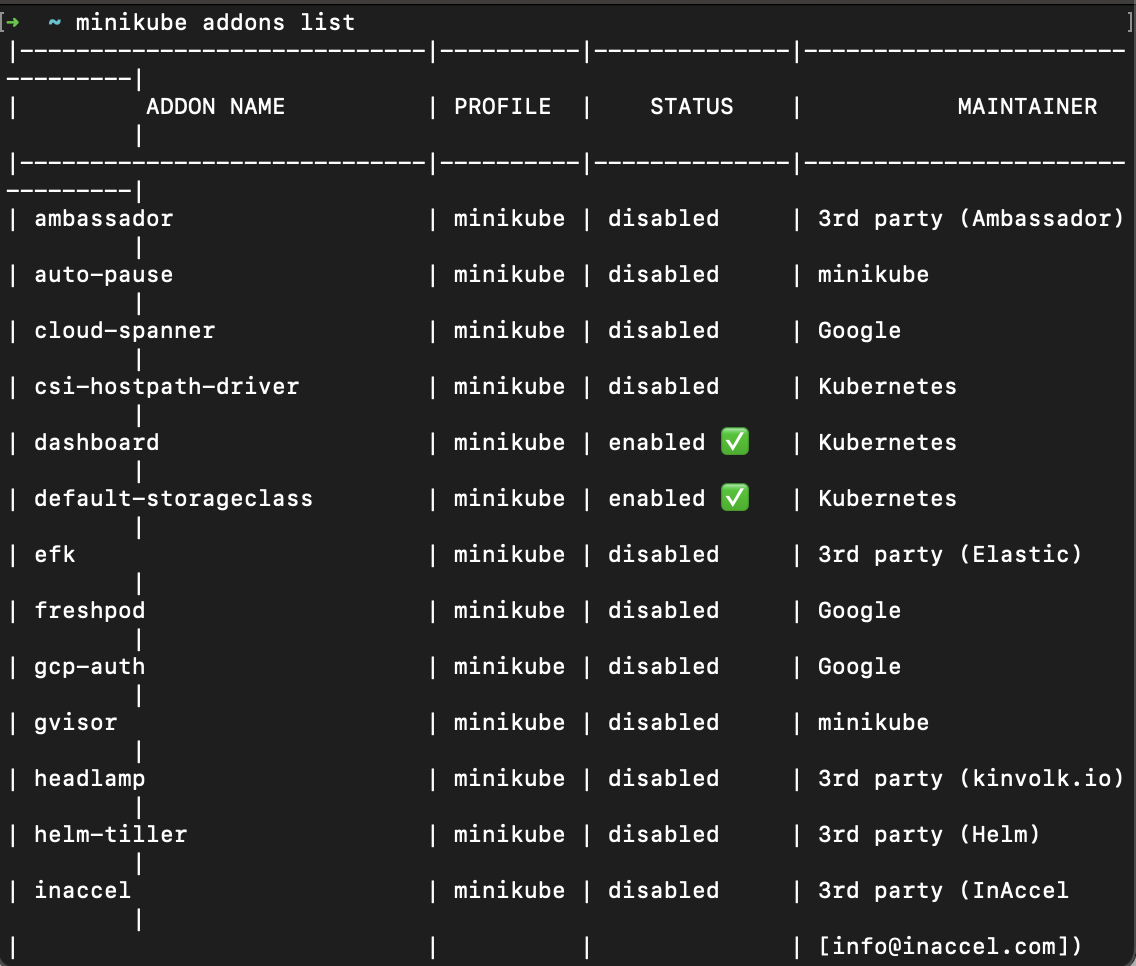 [➜  ~ minikube addons list ]
|-----------------------------|----------|--------------|-----------------------
---------|
|         ADDON NAME          | PROFILE  |    STATUS    |           MAINTAINER
         |
|-----------------------------|----------|--------------|-----------------------
---------|
| ambassador                  | minikube | disabled     | 3rd party (Ambassador)
         |
| auto-pause                  | minikube | disabled     | minikube
         |
| cloud-spanner               | minikube | disabled     | Google
         |
| csi-hostpath-driver         | minikube | disabled     | Kubernetes
         |
| dashboard                   | minikube | enabled ✅   | Kubernetes
         |
| default-storageclass        | minikube | enabled ✅   | Kubernetes
         |
| efk                         | minikube | disabled     | 3rd party (Elastic)
         |
| freshpod                    | minikube | disabled     | Google
         |
| gcp-auth                    | minikube | disabled     | Google
         |
| gvisor                      | minikube | disabled     | minikube
         |
| headlamp                    | minikube | disabled     | 3rd party (kinvolk.io)
         |
| helm-tiller                 | minikube | disabled     | 3rd party (Helm)
         |
| inaccel                     | minikube | disabled     | 3rd party (InAccel
         |
|                             |          |              | [info@inaccel.com])